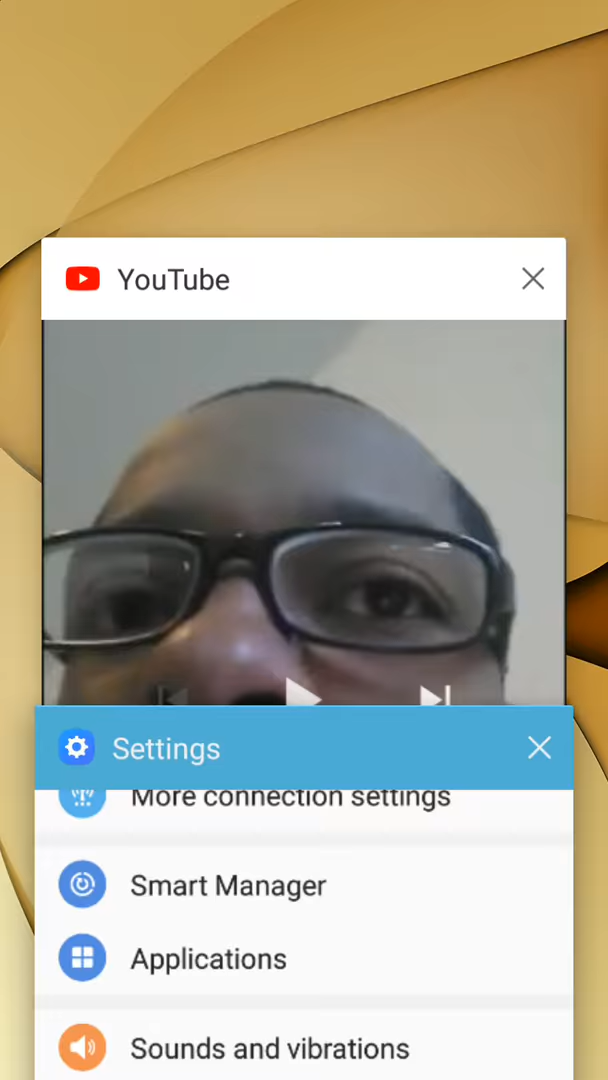 YouTube
Settings
More connection settings
Smart Manager
Applications
Sounds and vibrations